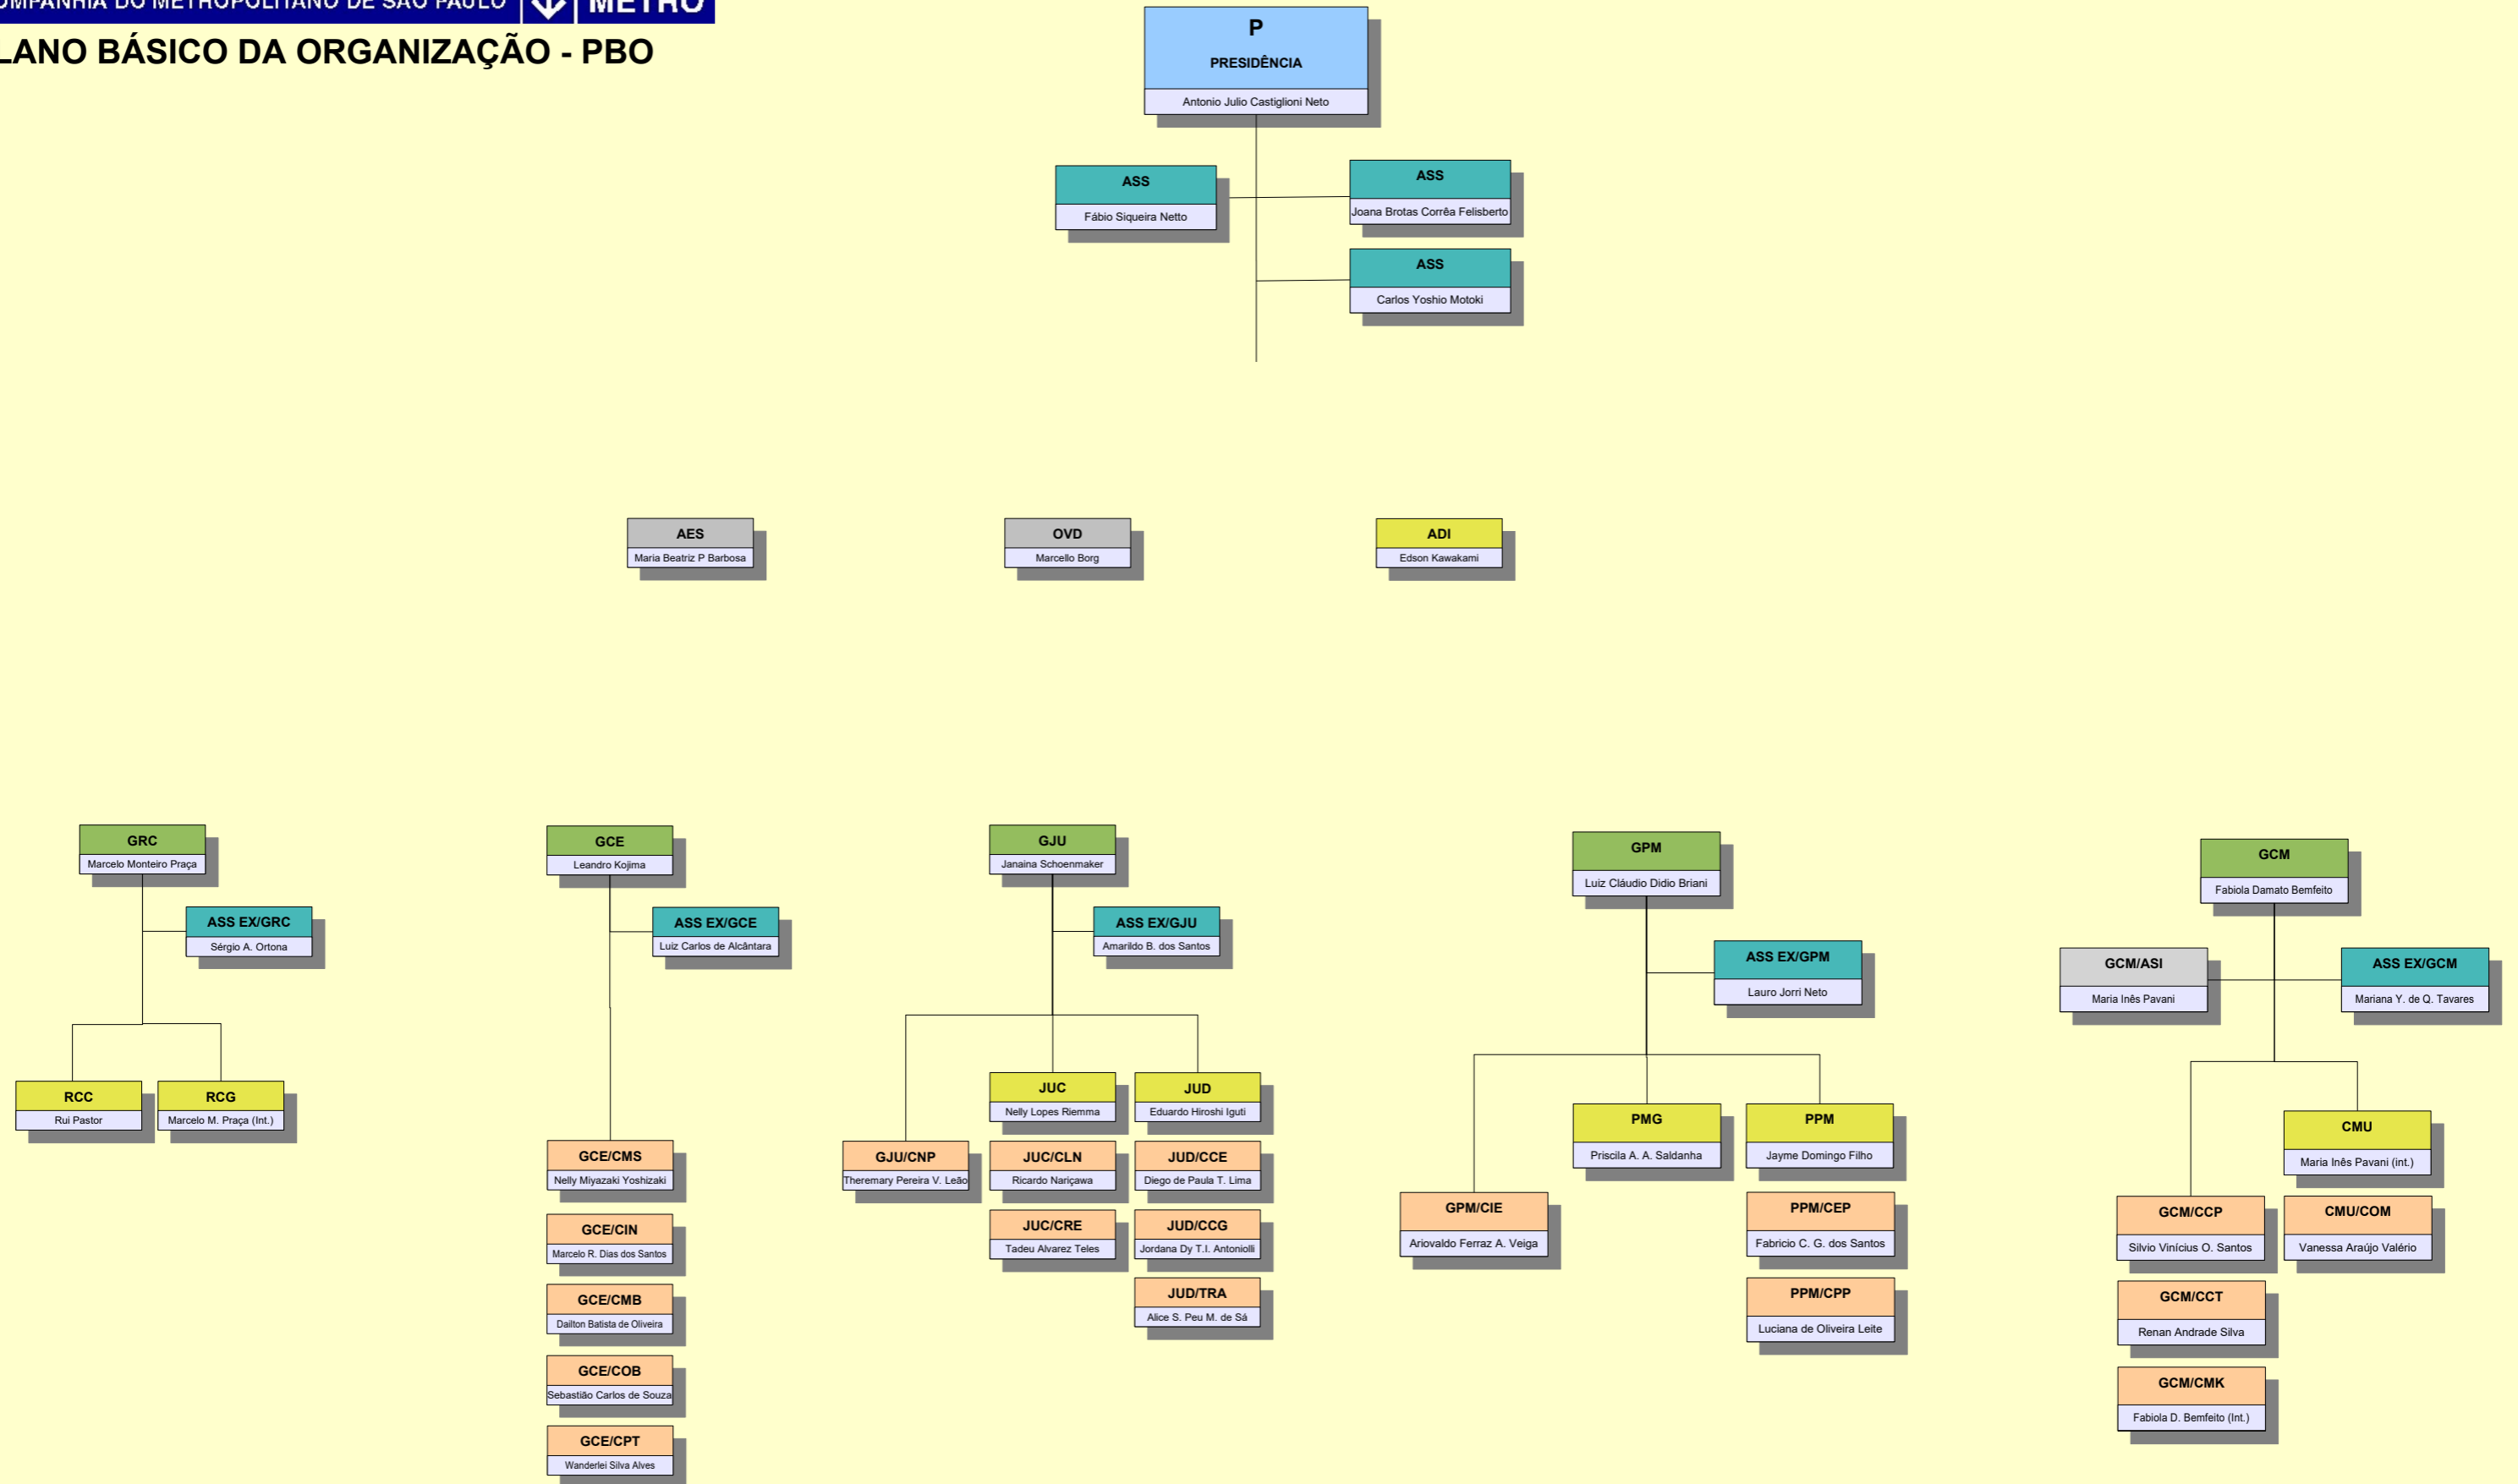 OMPANHIA DO METROPOLITANO DE SÃO PAULO METRÔ
LANO BÁSICO DA ORGANIZAÇÃO - PBO
P
PRESIDÊNCIA
Antonio Julio Castiglioni Neto
ASS
Fábio Siqueira Netto
ASS
Joana Brotas Corrêa Felisberto
ASS
Carlos Yoshio Motoki
AES
Maria Beatriz P Barbosa
OVD
Marcello Borg
ADI
Edson Kawakami
GRC
Marcelo Monteiro Praça
ASS EX/GRC
Sérgio A. Ortona
RCC
Rui Pastor
RCG
Marcelo M. Praça (Int.)
GCE
Leandro Kojima
ASS EX/GCE
Luiz Carlos de Alcântara
GCE/CMS
Nelly Miyazaki Yoshizaki
GCE/CIN
Marcelo R. Dias dos Santos
GCE/CMB
Dailton Batista de Oliveira
GCE/COB
Sebastião Carlos de Souza
GCE/CPT
Wanderlei Silva Alves
GJU
Janaina Schoenmaker
ASS EX/GJU
Amarildo B. dos Santos
GJU/CNP
Theremary Pereira V. Leão
JUC
Nelly Lopes Riemma
JUC/CLN
Ricardo Nariçawa
JUC/CRE
Tadeu Alvarez Teles
JUD
Eduardo Hiroshi Iguti
JUD/CCE
Diego de Paula T. Lima
JUD/CCG
Jordana Dy T.I. Antoniolli
JUD/TRA
Alice S. Peu M. de Sá
GPM
Luiz Cláudio Didio Briani
ASS EX/GPM
Lauro Jorri Neto
GPM/CIE
Ariovaldo Ferraz A. Veiga
PMG
Priscila A. A. Saldanha
PPM
Jayme Domingo Filho
PPM/CEP
Fabricio C. G. dos Santos
PPM/CPP
Luciana de Oliveira Leite
GCM
Fabiola Damato Bemfeito
GCM/ASI
Maria Inês Pavani
ASS EX/GCM
Mariana Y. de Q. Tavares
GCM/CCP
Silvio Vinícius O. Santos
GCM/CCT
Renan Andrade Silva
GCM/CMK
Fabiola D. Bemfeito (Int.)
CMU
Maria Inês Pavani (int.)
CMU/COM
Vanessa Araújo Valério